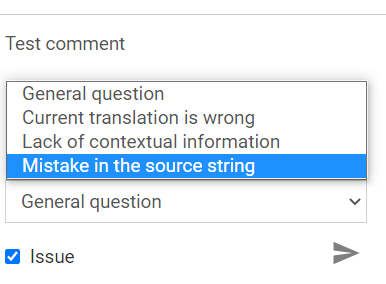 Test comment
General question
Current translation is wrong
Lack of contextual information
Mistake in the source string
General question
Issue